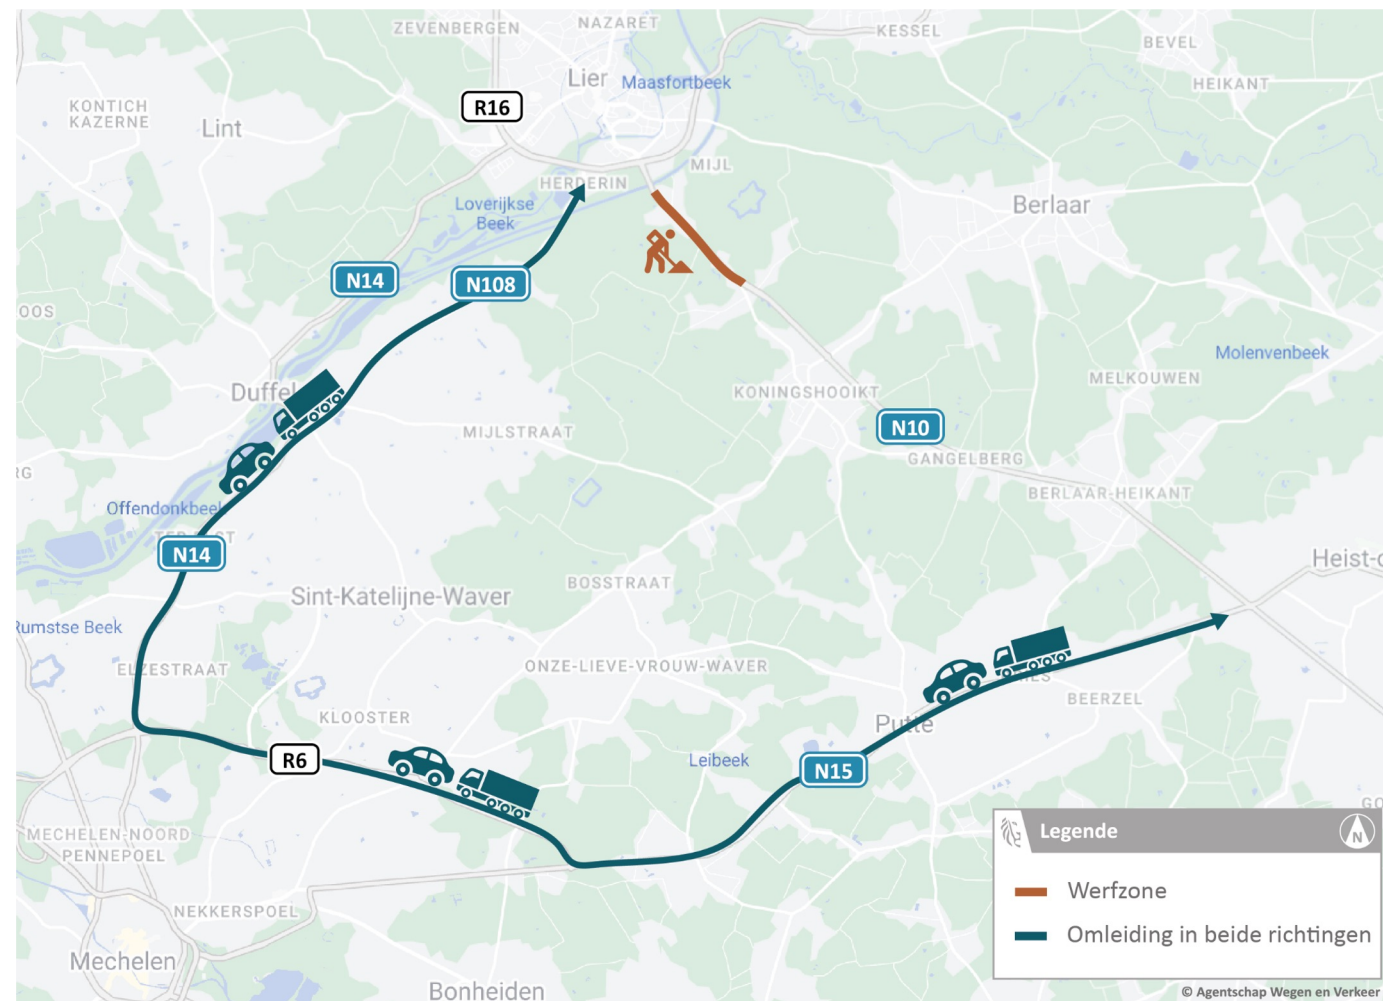 NAZARET
ZEVENBERGEN
KESSEL
BEVEL
Lier
Maasfortbeek
HEIKANT
R16
KONTICH
KAZERNE
Lint
MIJL
HERDERIN
Loverijkse
Beek
Berlaar
N14
N108
OOS
Molenvenbeek
Duffel
MELKOUWEN
KONINGSHOOIKT
MIJLSTRAAT
N10
GANGELBERG
BERLAAR-HEIKANT
Offendonkbeek
N14
Heist-o
BOSSTRAAT
Sint-Katelijne-Waver
Rumstse Beek
ELZESTRAAT
ONZE-LIEVE-VROUW-WAVER
BEERZEL
KLOOSTER
Putte
R6
Leibeek
N15
MECHELEN-NOORD
PENNEPOEL
Legende
N
Werfzone
NEKKERSPOEL
Omleiding in beide richtingen
Mechelen
Bonheiden
© Agentschap Wegen en Verkeer